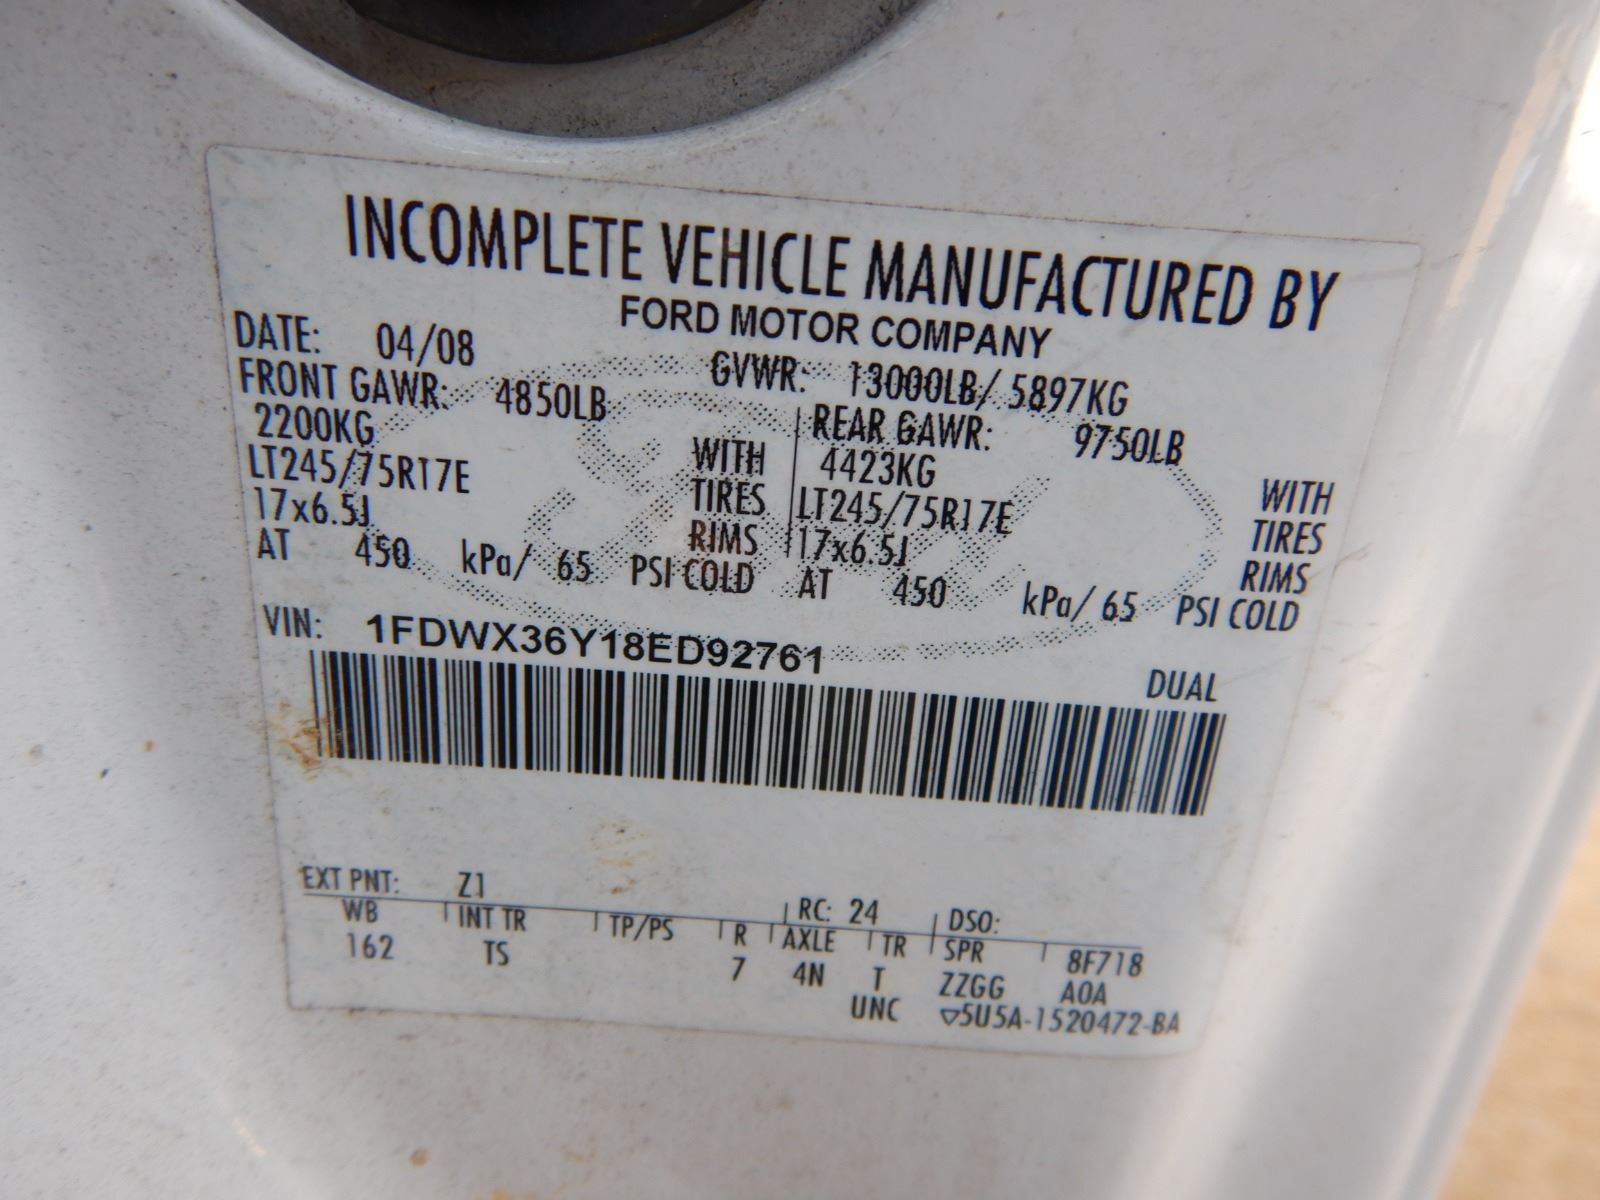 INCOMPLETE VEHICLE MANUFACTURED BY
FORD MOTOR COMPANY
DATE: 04/08 GVWR: 13000LB/ 5897KG
FRONT GAWR: 4850LB REAR GAWR: 9750LB
2200KG WITH 4423KG WITH
LT245/75R17E TIRES LT245/75R17E TIRES
17x6.5J RIMS 17x6.5J RIMS
AT 450 kPa/ 65 PSI COLD AT 450 kPa/ 65 PSI COLD
VIN: 1FDWX36Y18ED92761
DUAL
EXT PNT: Z1 RC: 24 DSO:
WB INT TR TP/PS R AXLE TR SPR 8F718
162 TS 7 4N T ZZGG A0A
UNC ▽5U5A-1520472-BA